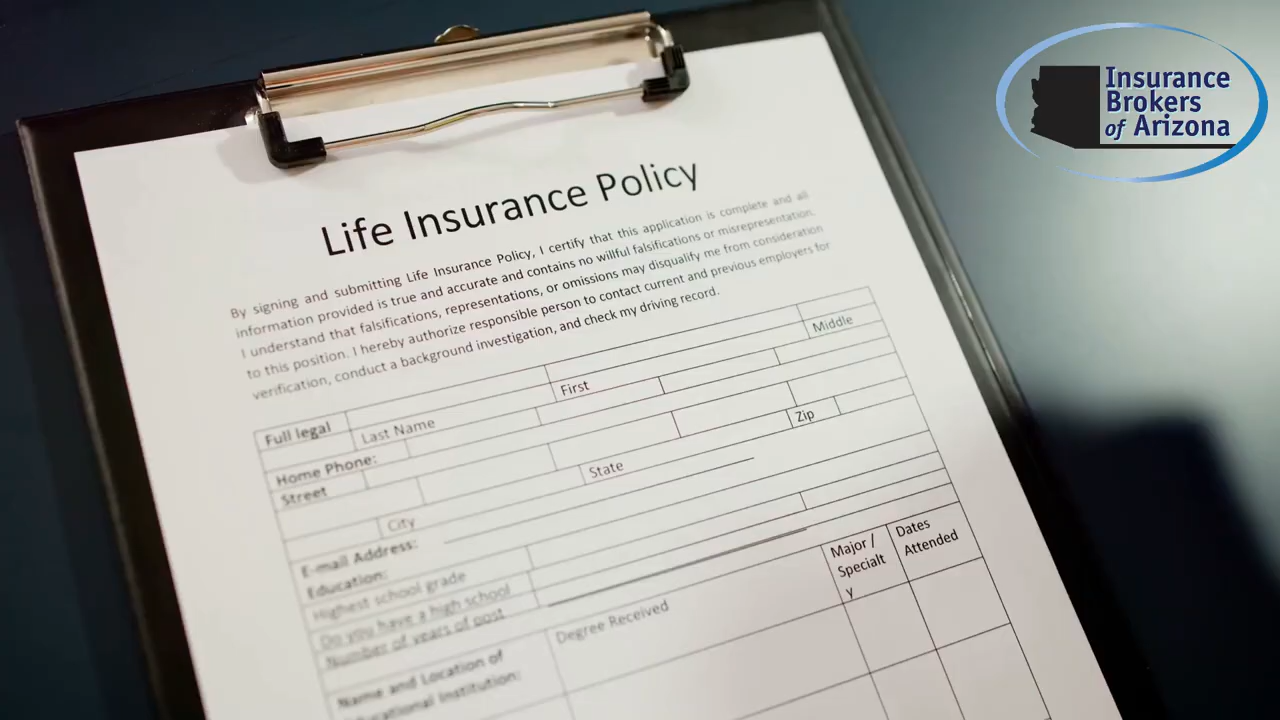 Insurance
Brokers
of Arizona
Life Insurance Policy
By signing and submitting Life Insurance Policy, I certify that this application is complete and all
information provided is true and accurate and contains no willful falsifications or misrepresentation.
I understand that falsifications, representations, or omissions may disqualify me from consideration
to this position. I hereby authorize responsible person to contact current and previous employers for
verification, conduct a background investigation, and check my driving record.
Full legal
Last Name
First
Middle
Home Phone:
Street
City
State
Zip
E-mail Address:
Education:
Highest school grade
Do you have a high school
Number of years of post
Name and Location of
Educational Institution:
Degree Received
Major /
Specialt
y
Dates
Attended